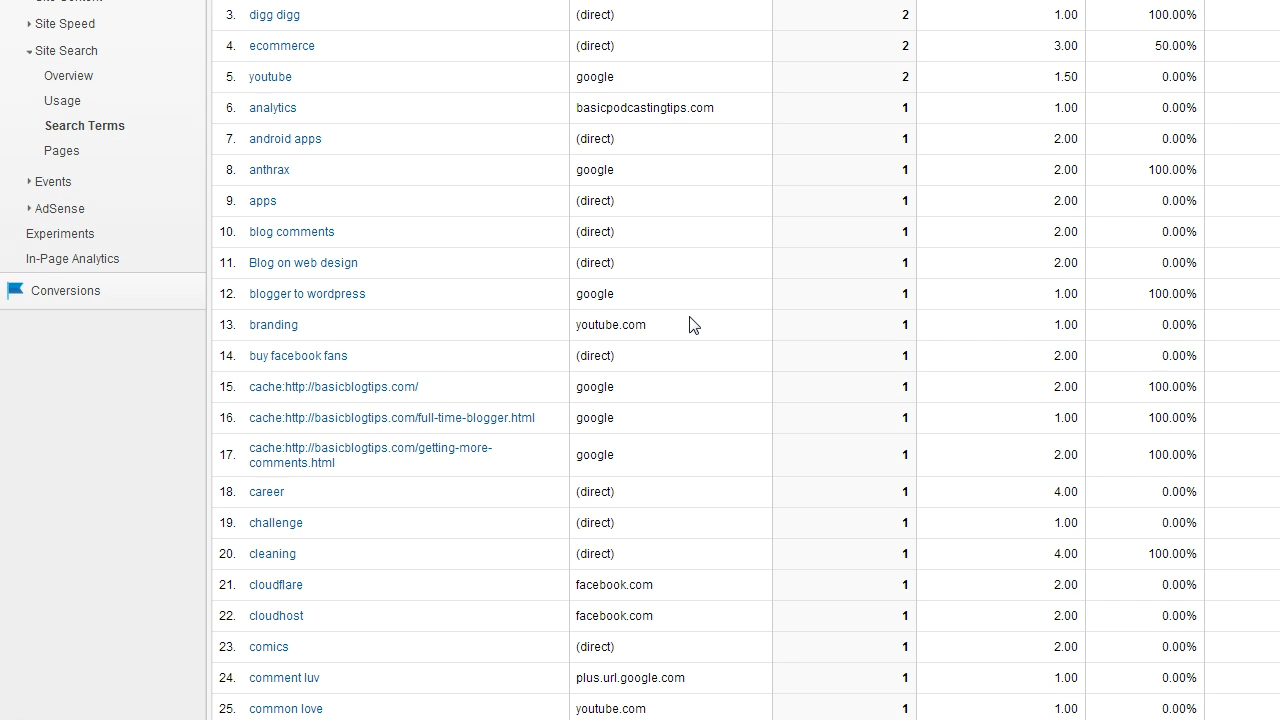 Site Speed
Site Search
Overview
Usage
Search Terms
Pages
Events
AdSense
Experiments
In-Page Analytics
Conversions
3. digg digg (direct) 2 1.00 100.00%
4. ecommerce (direct) 2 3.00 50.00%
5. youtube google 2 1.50 0.00%
6. analytics basicpodcastingtips.com 1 1.00 0.00%
7. android apps (direct) 1 2.00 0.00%
8. anthrax google 1 2.00 100.00%
9. apps (direct) 1 2.00 0.00%
10. blog comments (direct) 1 2.00 0.00%
11. Blog on web design (direct) 1 2.00 0.00%
12. blogger to wordpress google 1 1.00 100.00%
13. branding youtube.com 1 1.00 0.00%
14. buy facebook fans (direct) 1 2.00 0.00%
15. cache:http://basicblogtips.com/ google 1 2.00 100.00%
16. cache:http://basicblogtips.com/full-time-blogger.html google 1 1.00 100.00%
17. cache:http://basicblogtips.com/getting-more-
comments.html google 1 2.00 100.00%
18. career (direct) 1 4.00 0.00%
19. challenge (direct) 1 1.00 0.00%
20. cleaning (direct) 1 4.00 100.00%
21. cloudflare facebook.com 1 2.00 0.00%
22. cloudhost facebook.com 1 2.00 0.00%
23. comics (direct) 1 2.00 0.00%
24. comment luv plus.url.google.com 1 1.00 0.00%
25. common love youtube.com 1 1.00 0.00%